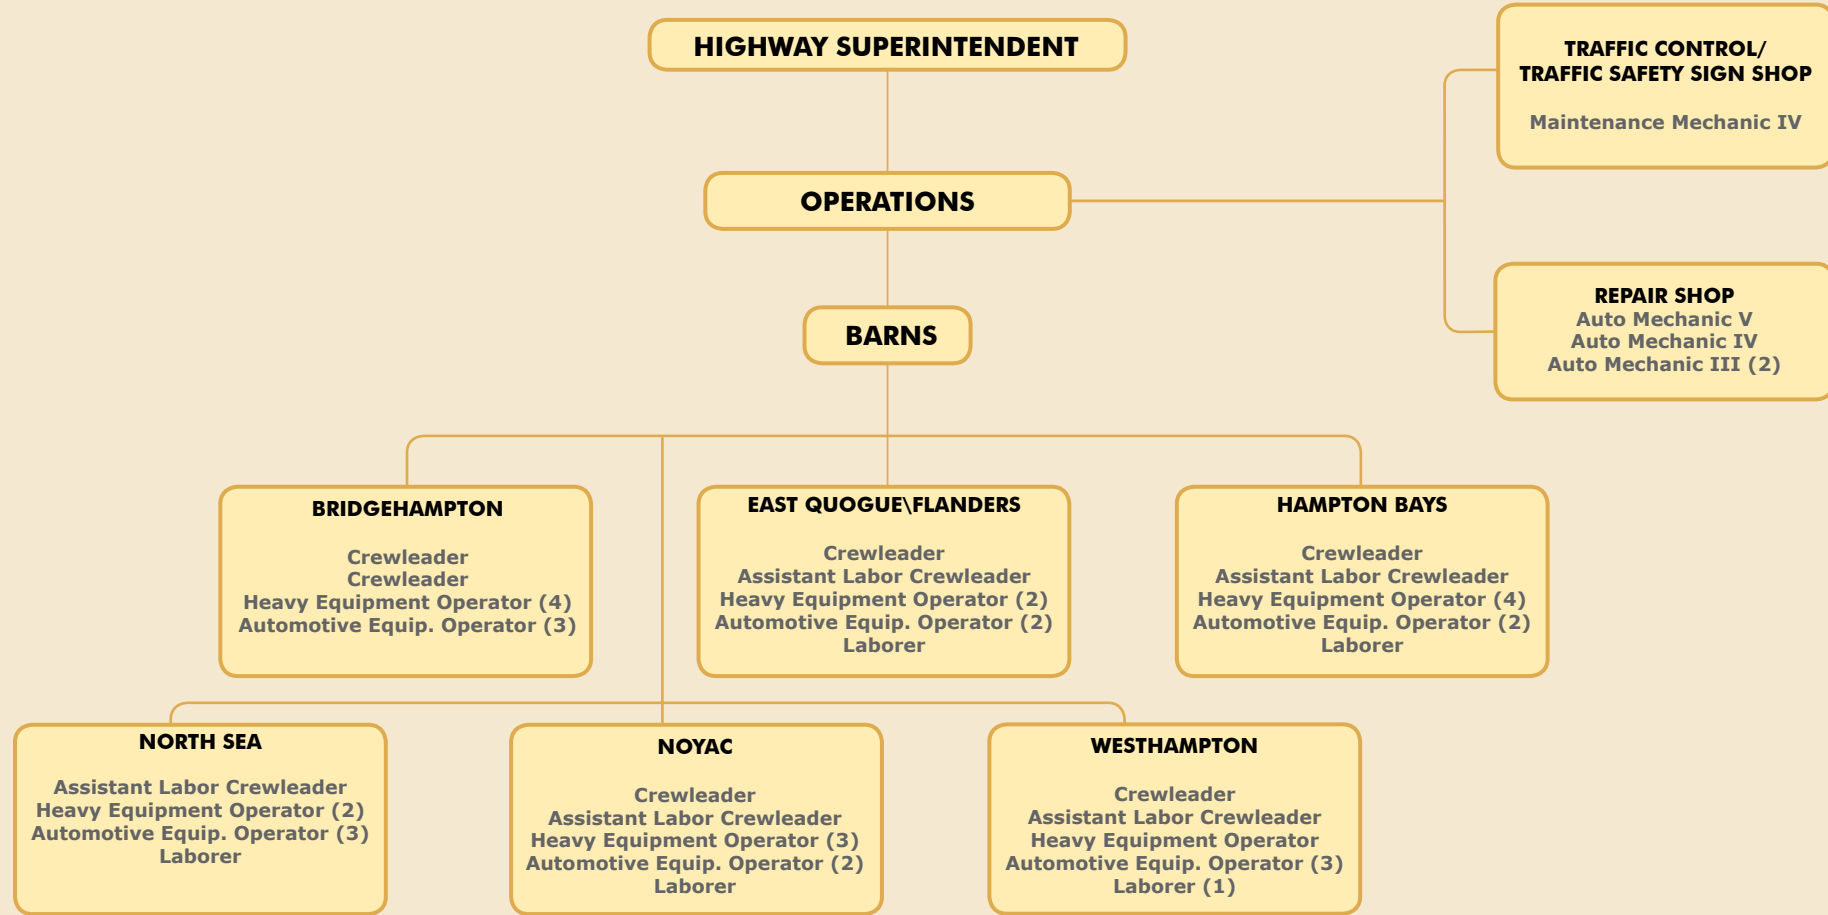 HIGHWAY SUPERINTENDENT
TRAFFIC CONTROL/
TRAFFIC SAFETY SIGN SHOP
Maintenance Mechanic IV
OPERATIONS
REPAIR SHOP
Auto Mechanic V
Auto Mechanic IV
Auto Mechanic III (2)
BARNS
BRIDGEHAMPTON
Crewleader
Crewleader
Heavy Equipment Operator (4)
Automotive Equip. Operator (3)
EAST QUOGUE\FLANDERS
Crewleader
Assistant Labor Crewleader
Heavy Equipment Operator (2)
Automotive Equip. Operator (2)
Laborer
HAMPTON BAYS
Crewleader
Assistant Labor Crewleader
Heavy Equipment Operator (4)
Automotive Equip. Operator (2)
Laborer
NORTH SEA
Assistant Labor Crewleader
Heavy Equipment Operator (2)
Automotive Equip. Operator (3)
Laborer
NOYAC
Crewleader
Assistant Labor Crewleader
Heavy Equipment Operator (3)
Automotive Equip. Operator (2)
Laborer
WESTHAMPTON
Crewleader
Assistant Labor Crewleader
Heavy Equipment Operator
Automotive Equip. Operator (3)
Laborer (1)